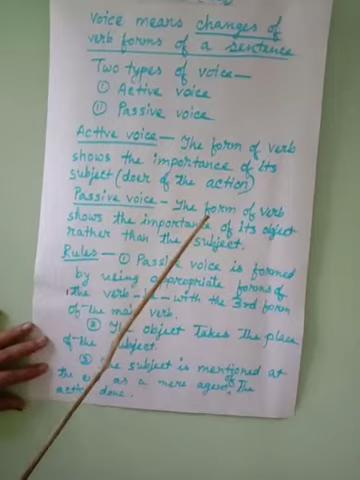 Voice means changes of
verb forms of a sentence
Two types of voice—
① Active voice
② Passive voice
Active voice— The form of verb
shows the importance of its
subject (doer of the action)
Passive voice - The form of verb
shows the importance of its object
rather than the subject.
Rules— ① Passive voice is formed
by using appropriate forms of
the verb -be- with the 3rd form
of the main verb.
② The object takes the place
of the subject.
③ The subject is mentioned at
the as a mere agent of the
action done.